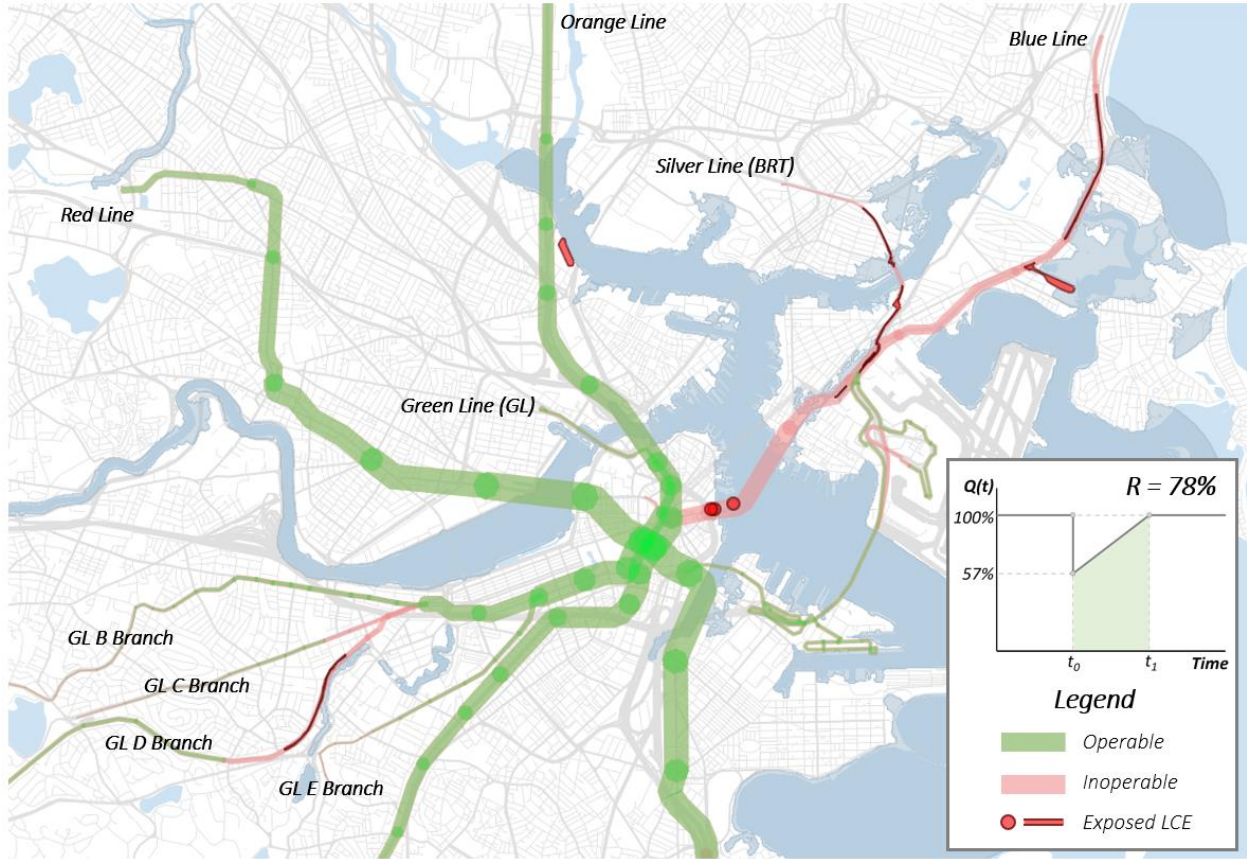 Orange Line
Blue Line
Silver Line (BRT)
Red Line
Green Line (GL)
GL B Branch
GL C Branch
GL D Branch
GL E Branch
Q(t)
R = 78%
100%
57%
t₀
t₁
Time
Legend
Operable
Inoperable
Exposed LCE